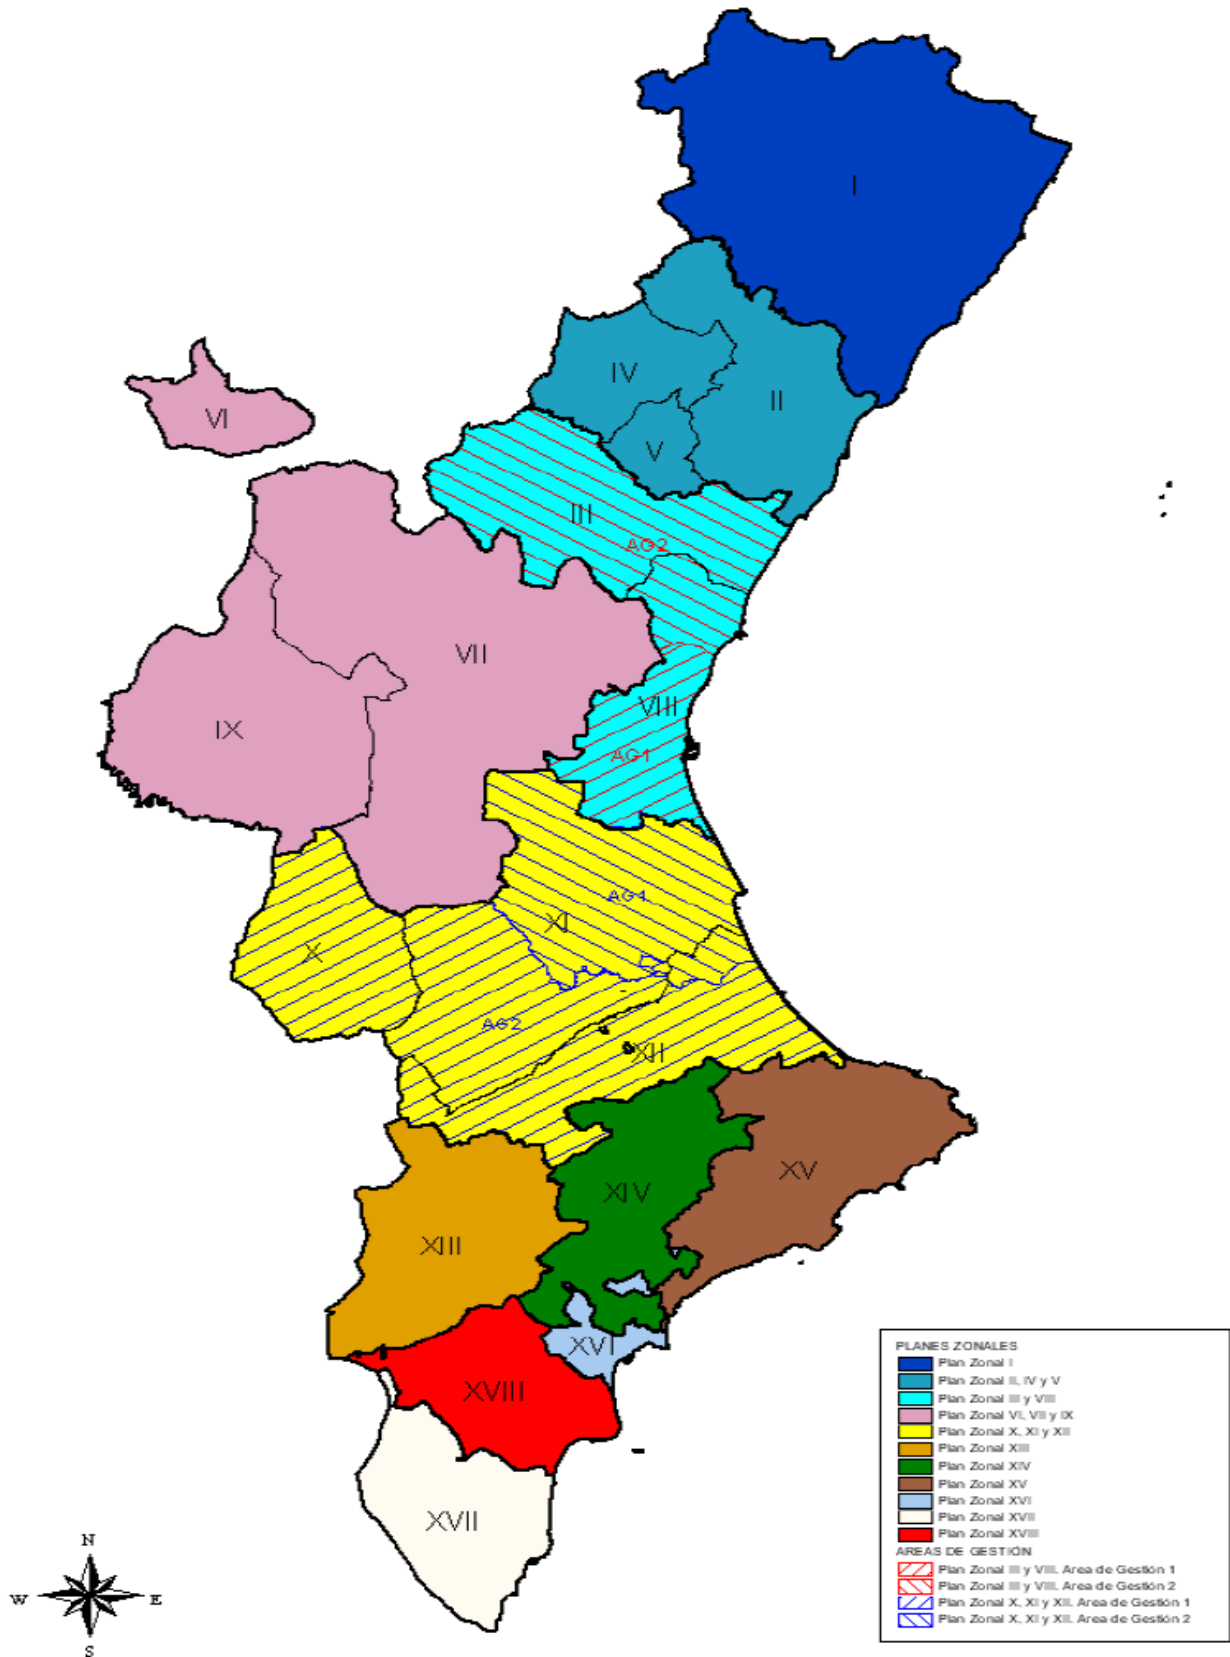 I
IV
II
VI
V
III
AG2
VII
VIII
IX
AG1
AG1
XI
X
AG2
XII
XV
XIV
XIII
XVI
XVIII
XVII
N
W E
S
PLANES ZONALES
Plan Zonal I
Plan Zonal II, IV y V
Plan Zonal III y VIII
Plan Zonal VI, VII y IX
Plan Zonal X, XI y XII
Plan Zonal XIII
Plan Zonal XIV
Plan Zonal XV
Plan Zonal XVI
Plan Zonal XVII
Plan Zonal XVIII
AREAS DE GESTIÓN
Plan Zonal III y VIII. Area de Gestión 1
Plan Zonal III y VIII. Area de Gestión 2
Plan Zonal X, XI y XII. Area de Gestión 1
Plan Zonal X, XI y XII. Area de Gestión 2